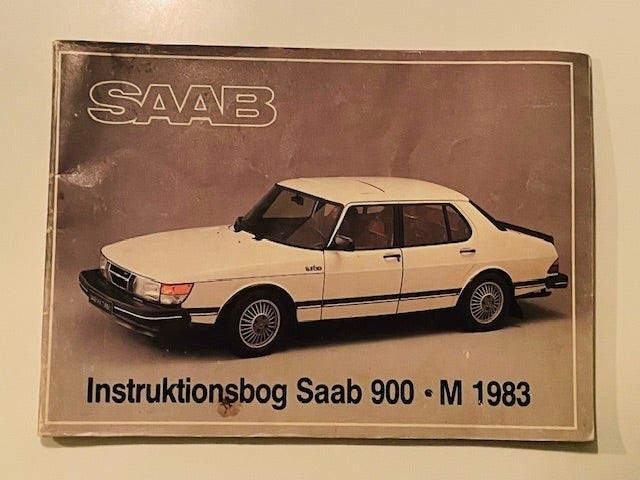 SAAB
turbo
Instruktionsbog Saab 900 • M 1983